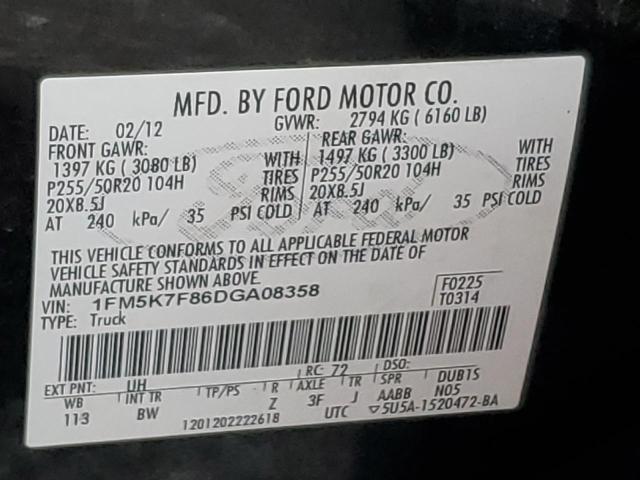 MFD. BY FORD MOTOR CO.
DATE: 02/12 GVWR: 2794 KG ( 6160 LB)
FRONT GAWR: REAR GAWR:
1397 KG ( 3080 LB) WITH 1497 KG ( 3300 LB) WITH
P255/50R20 104H TIRES P255/50R20 104H TIRES
20X8.5J RIMS 20X8.5J RIMS
AT 240 kPa/ 35 PSI COLD AT 240 kPa/ 35 PSI COLD
THIS VEHICLE CONFORMS TO ALL APPLICABLE FEDERAL MOTOR
VEHICLE SAFETY STANDARDS IN EFFECT ON THE DATE OF
MANUFACTURE SHOWN ABOVE.
VIN: 1FM5K7F86DGA08358 F0225
TYPE: Truck T0314
EXT PNT: UH RC: 72 DSO:
WB INT TR TP/PS R AXLE TR SPR DUB1S
113 BW Z 3F J AABB N05
1201202222618 UTC 5U5A-1520472-BA
Ford